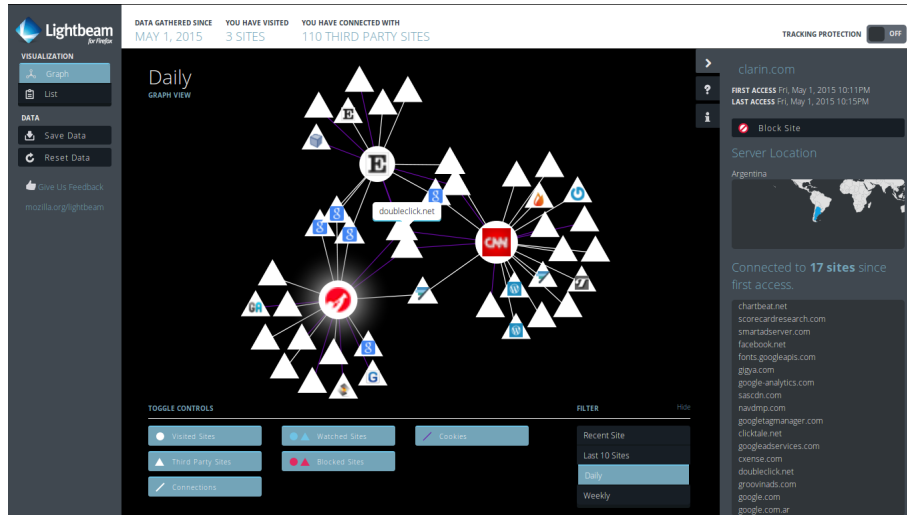 Lightbeam
for Firefox
DATA GATHERED SINCE
MAY 1, 2015
YOU HAVE VISITED
3 SITES
YOU HAVE CONNECTED WITH
110 THIRD PARTY SITES
TRACKING PROTECTION
OFF
VISUALIZATION
Graph
List
DATA
Save Data
Reset Data
Give Us Feedback
mozilla.org/lightbeam
Daily
GRAPH VIEW
E
E
g
g
g
g
doubleclick.net
CNN
W
W
GA
g
G
TOGGLE CONTROLS
Visited Sites
Watched Sites
Cookies
Third Party Sites
Blocked Sites
Connections
FILTER
Hide
Recent Site
Last 10 Sites
Daily
Weekly
>
?
i
clarin.com
FIRST ACCESS Fri, May 1, 2015 10:11PM
LAST ACCESS Fri, May 1, 2015 10:15PM
Block Site
Server Location
Argentina
Connected to 17 sites since
first access.
chartbeat.net
scorecardresearch.com
smartadserver.com
facebook.net
fonts.googleapis.com
gigya.com
google-analytics.com
sascdn.com
navdmp.com
googletagmanager.com
clicktale.net
googleadservices.com
cxense.com
doubleclick.net
groovinads.com
google.com
google.com.ar